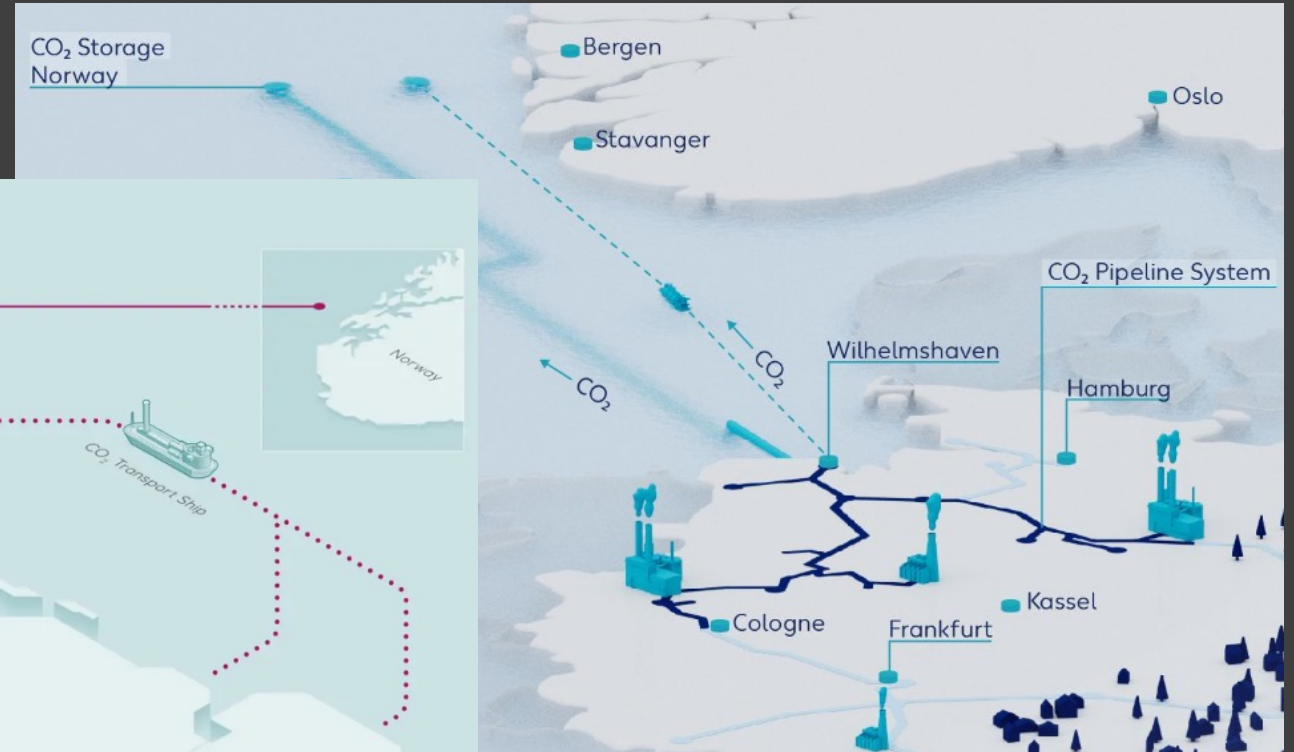 CO₂ Storage
Norway
Bergen
Oslo
Stavanger
CO₂ Pipeline System
Wilhelmshaven
CO₂
Hamburg
CO₂
Norway
CO₂ Transport Ship
Kassel
Cologne
Frankfurt